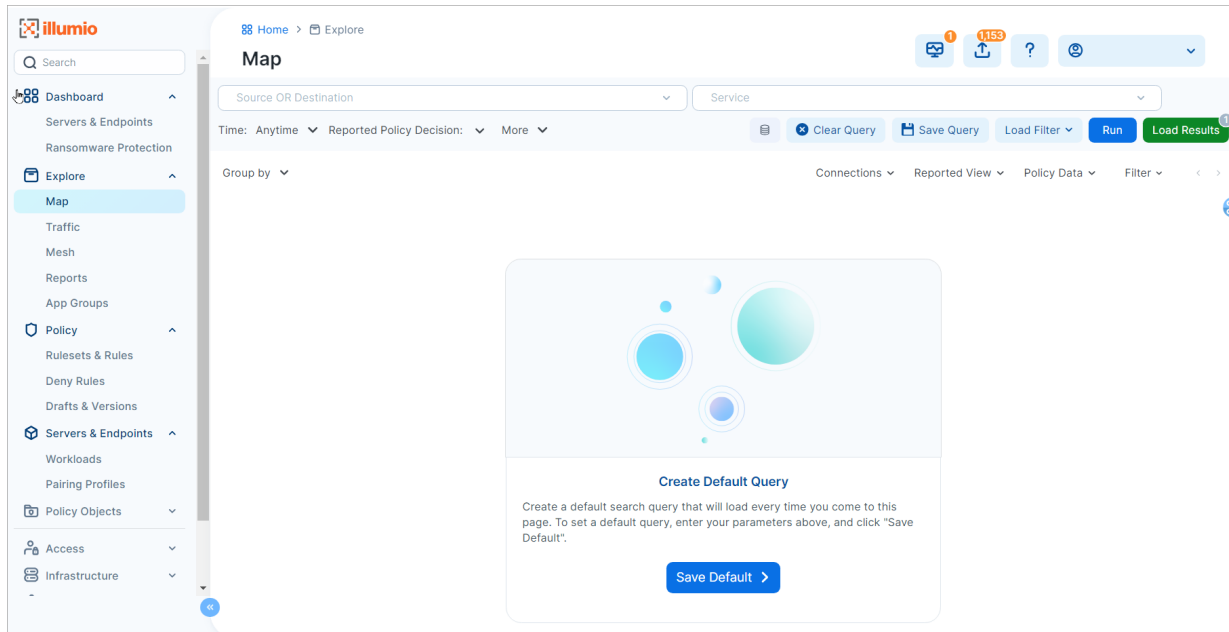 illumio
Search
Dashboard
Servers & Endpoints
Ransomware Protection
Explore
Map
Traffic
Mesh
Reports
App Groups
Policy
Rulesets & Rules
Deny Rules
Drafts & Versions
Servers & Endpoints
Workloads
Pairing Profiles
Policy Objects
Access
Infrastructure
Home > Explore
Map
1
1,153
?
Source OR Destination
Service
Time: Anytime Reported Policy Decision: More
Clear Query
Save Query
Load Filter
Run
Load Results
1
Group by
Connections
Reported View
Policy Data
Filter
Create Default Query
Create a default search query that will load every time you come to this
page. To set a default query, enter your parameters above, and click "Save
Default".
Save Default